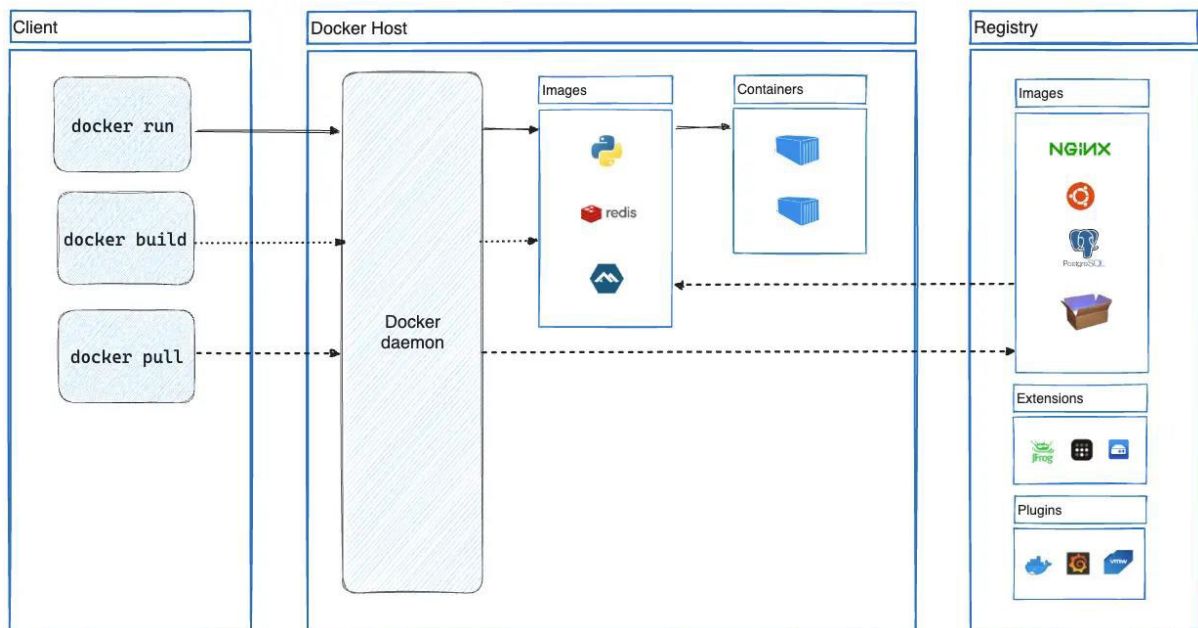 Client
docker run
docker build
docker pull
Docker Host
Docker
daemon
Images
redis
Containers
Registry
Images
NGINX
PostgreSQL
Extensions
JFrog
Plugins
vmw